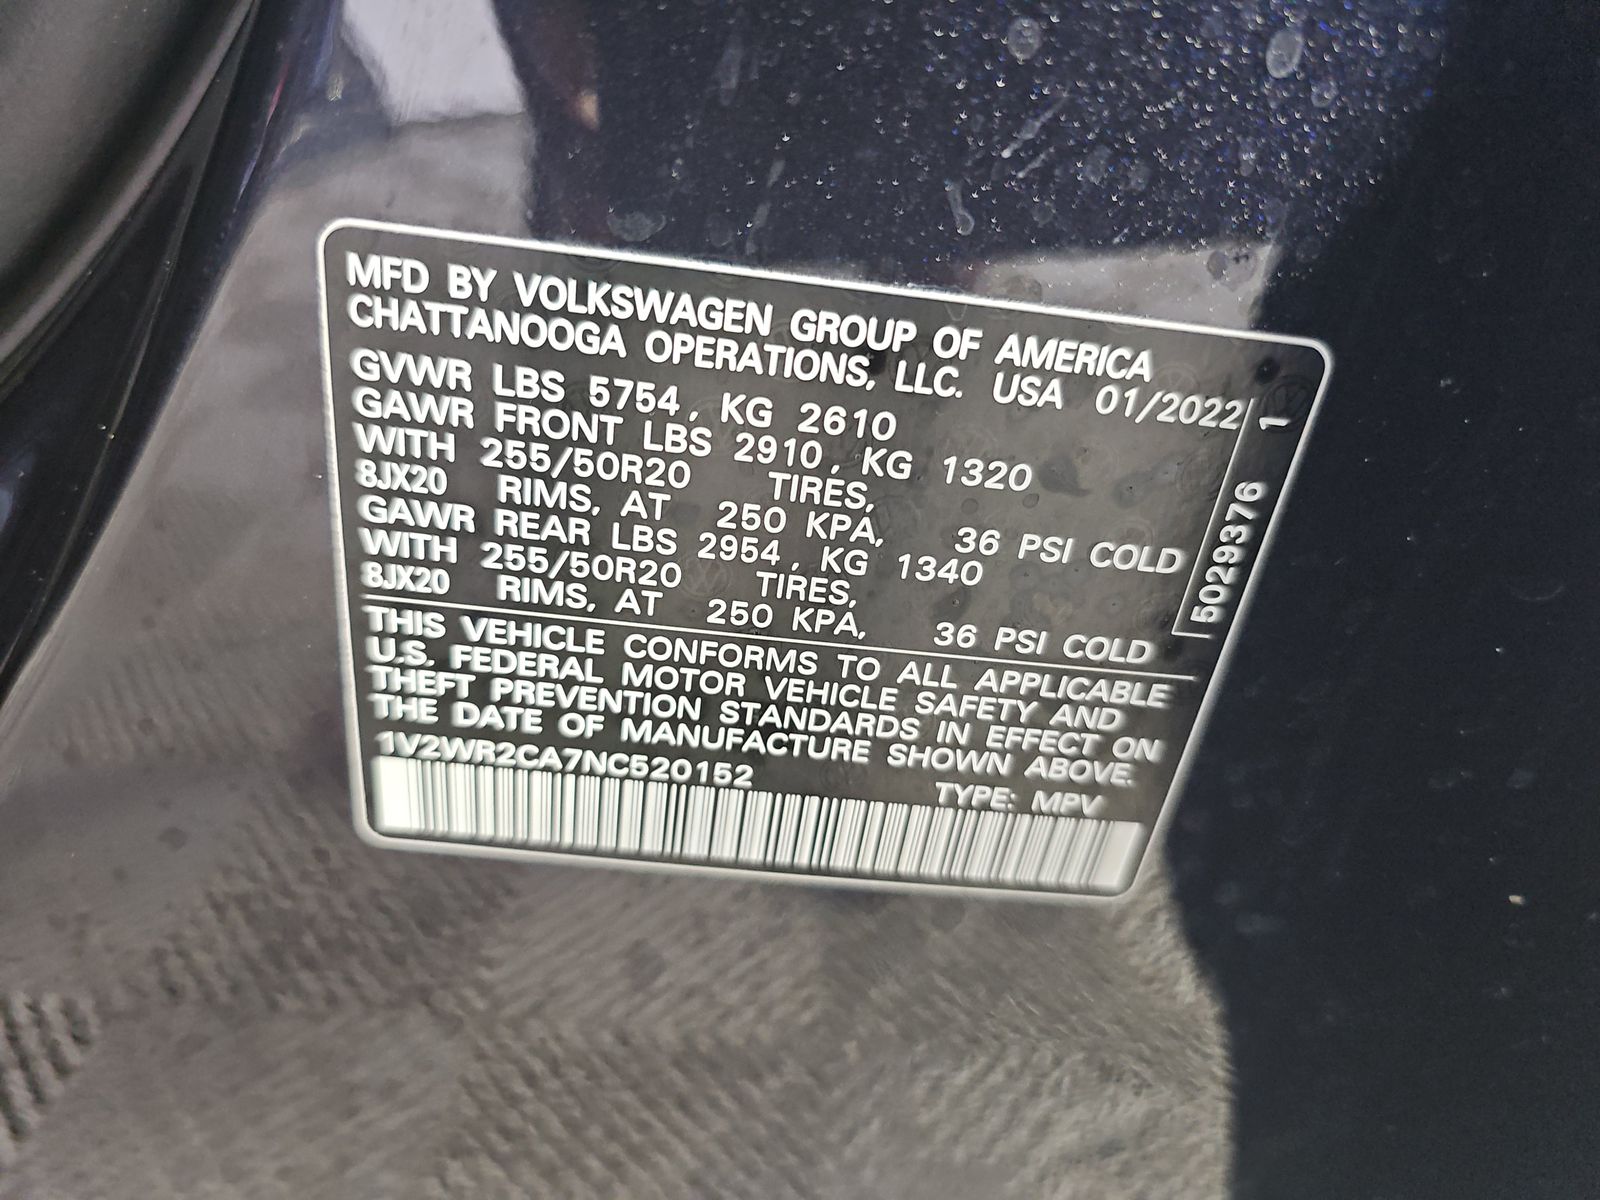 MFD BY VOLKSWAGEN GROUP OF AMERICA
CHATTANOOGA OPERATIONS, LLC. USA 01/2022
GVWR LBS 5754, KG 2610
GAWR FRONT LBS 2910, KG 1320
WITH 255/50R20 TIRES,
8JX20 RIMS, AT 250 KPA, 36 PSI COLD
GAWR REAR LBS 2954, KG 1340
WITH 255/50R20 TIRES,
8JX20 RIMS, AT 250 KPA, 36 PSI COLD
THIS VEHICLE CONFORMS TO ALL APPLICABLE
U.S. FEDERAL MOTOR VEHICLE SAFETY AND
THEFT PREVENTION STANDARDS IN EFFECT ON
THE DATE OF MANUFACTURE SHOWN ABOVE.
1V2WR2CA7NC520152 TYPE: MPV
5029376 1